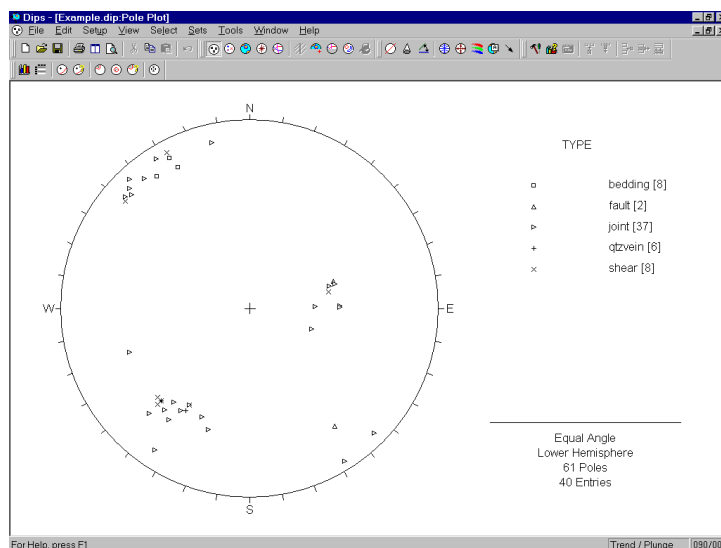 Dips - [Example.dip:Pole Plot]
File Edit Setup View Select Sets Tools Window Help
N
W
E
S
TYPE
bedding [8]
fault [2]
joint [37]
qtzvein [6]
shear [8]
Equal Angle
Lower Hemisphere
61 Poles
40 Entries
For Help, press F1
Trend / Plunge